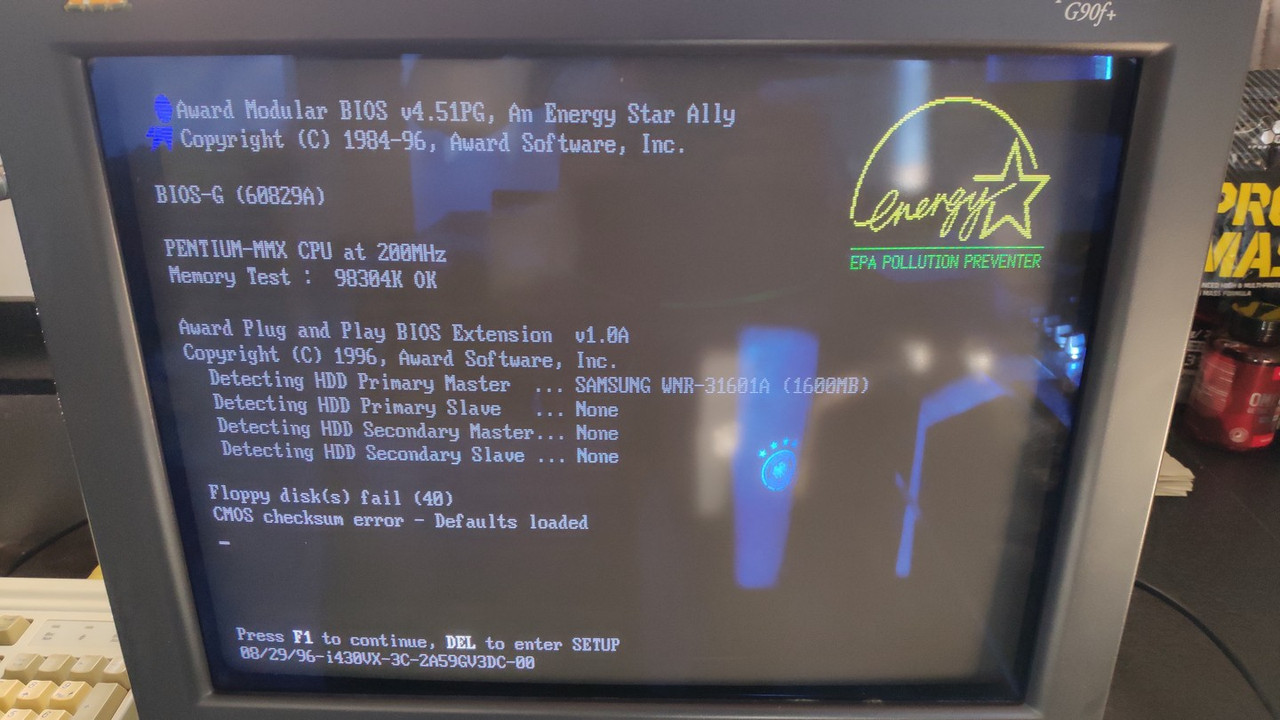 G90f+
Award Modular BIOS v4.51PG, An Energy Star Ally
Copyright (C) 1984-96, Award Software, Inc.
energy
EPA POLLUTION PREVENTER
BIOS-G (60829A)
PENTIUM-MMX CPU at 200MHz
Memory Test : 98304K OK
Award Plug and Play BIOS Extension v1.0A
Copyright (C) 1996, Award Software, Inc.
Detecting HDD Primary Master ... SAMSUNG WNR-31601A (1600MB)
Detecting HDD Primary Slave ... None
Detecting HDD Secondary Master... None
Detecting HDD Secondary Slave ... None
Floppy disk(s) fail (40)
CMOS checksum error - Defaults loaded
Press F1 to continue, DEL to enter SETUP
08/29/96-i430VX-3C-2A59GV3DC-00